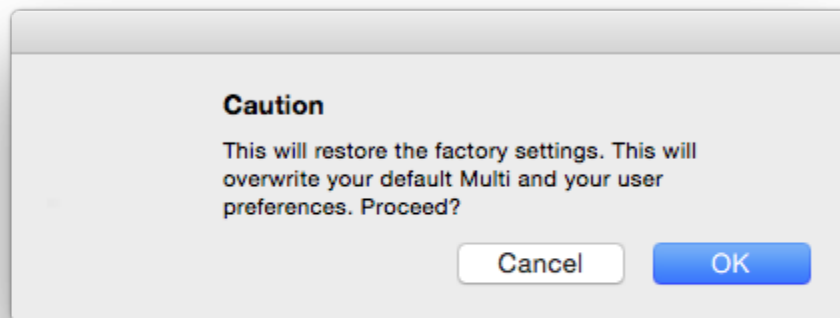 Caution
This will restore the factory settings. This will
overwrite your default Multi and your user
preferences. Proceed?
Cancel OK